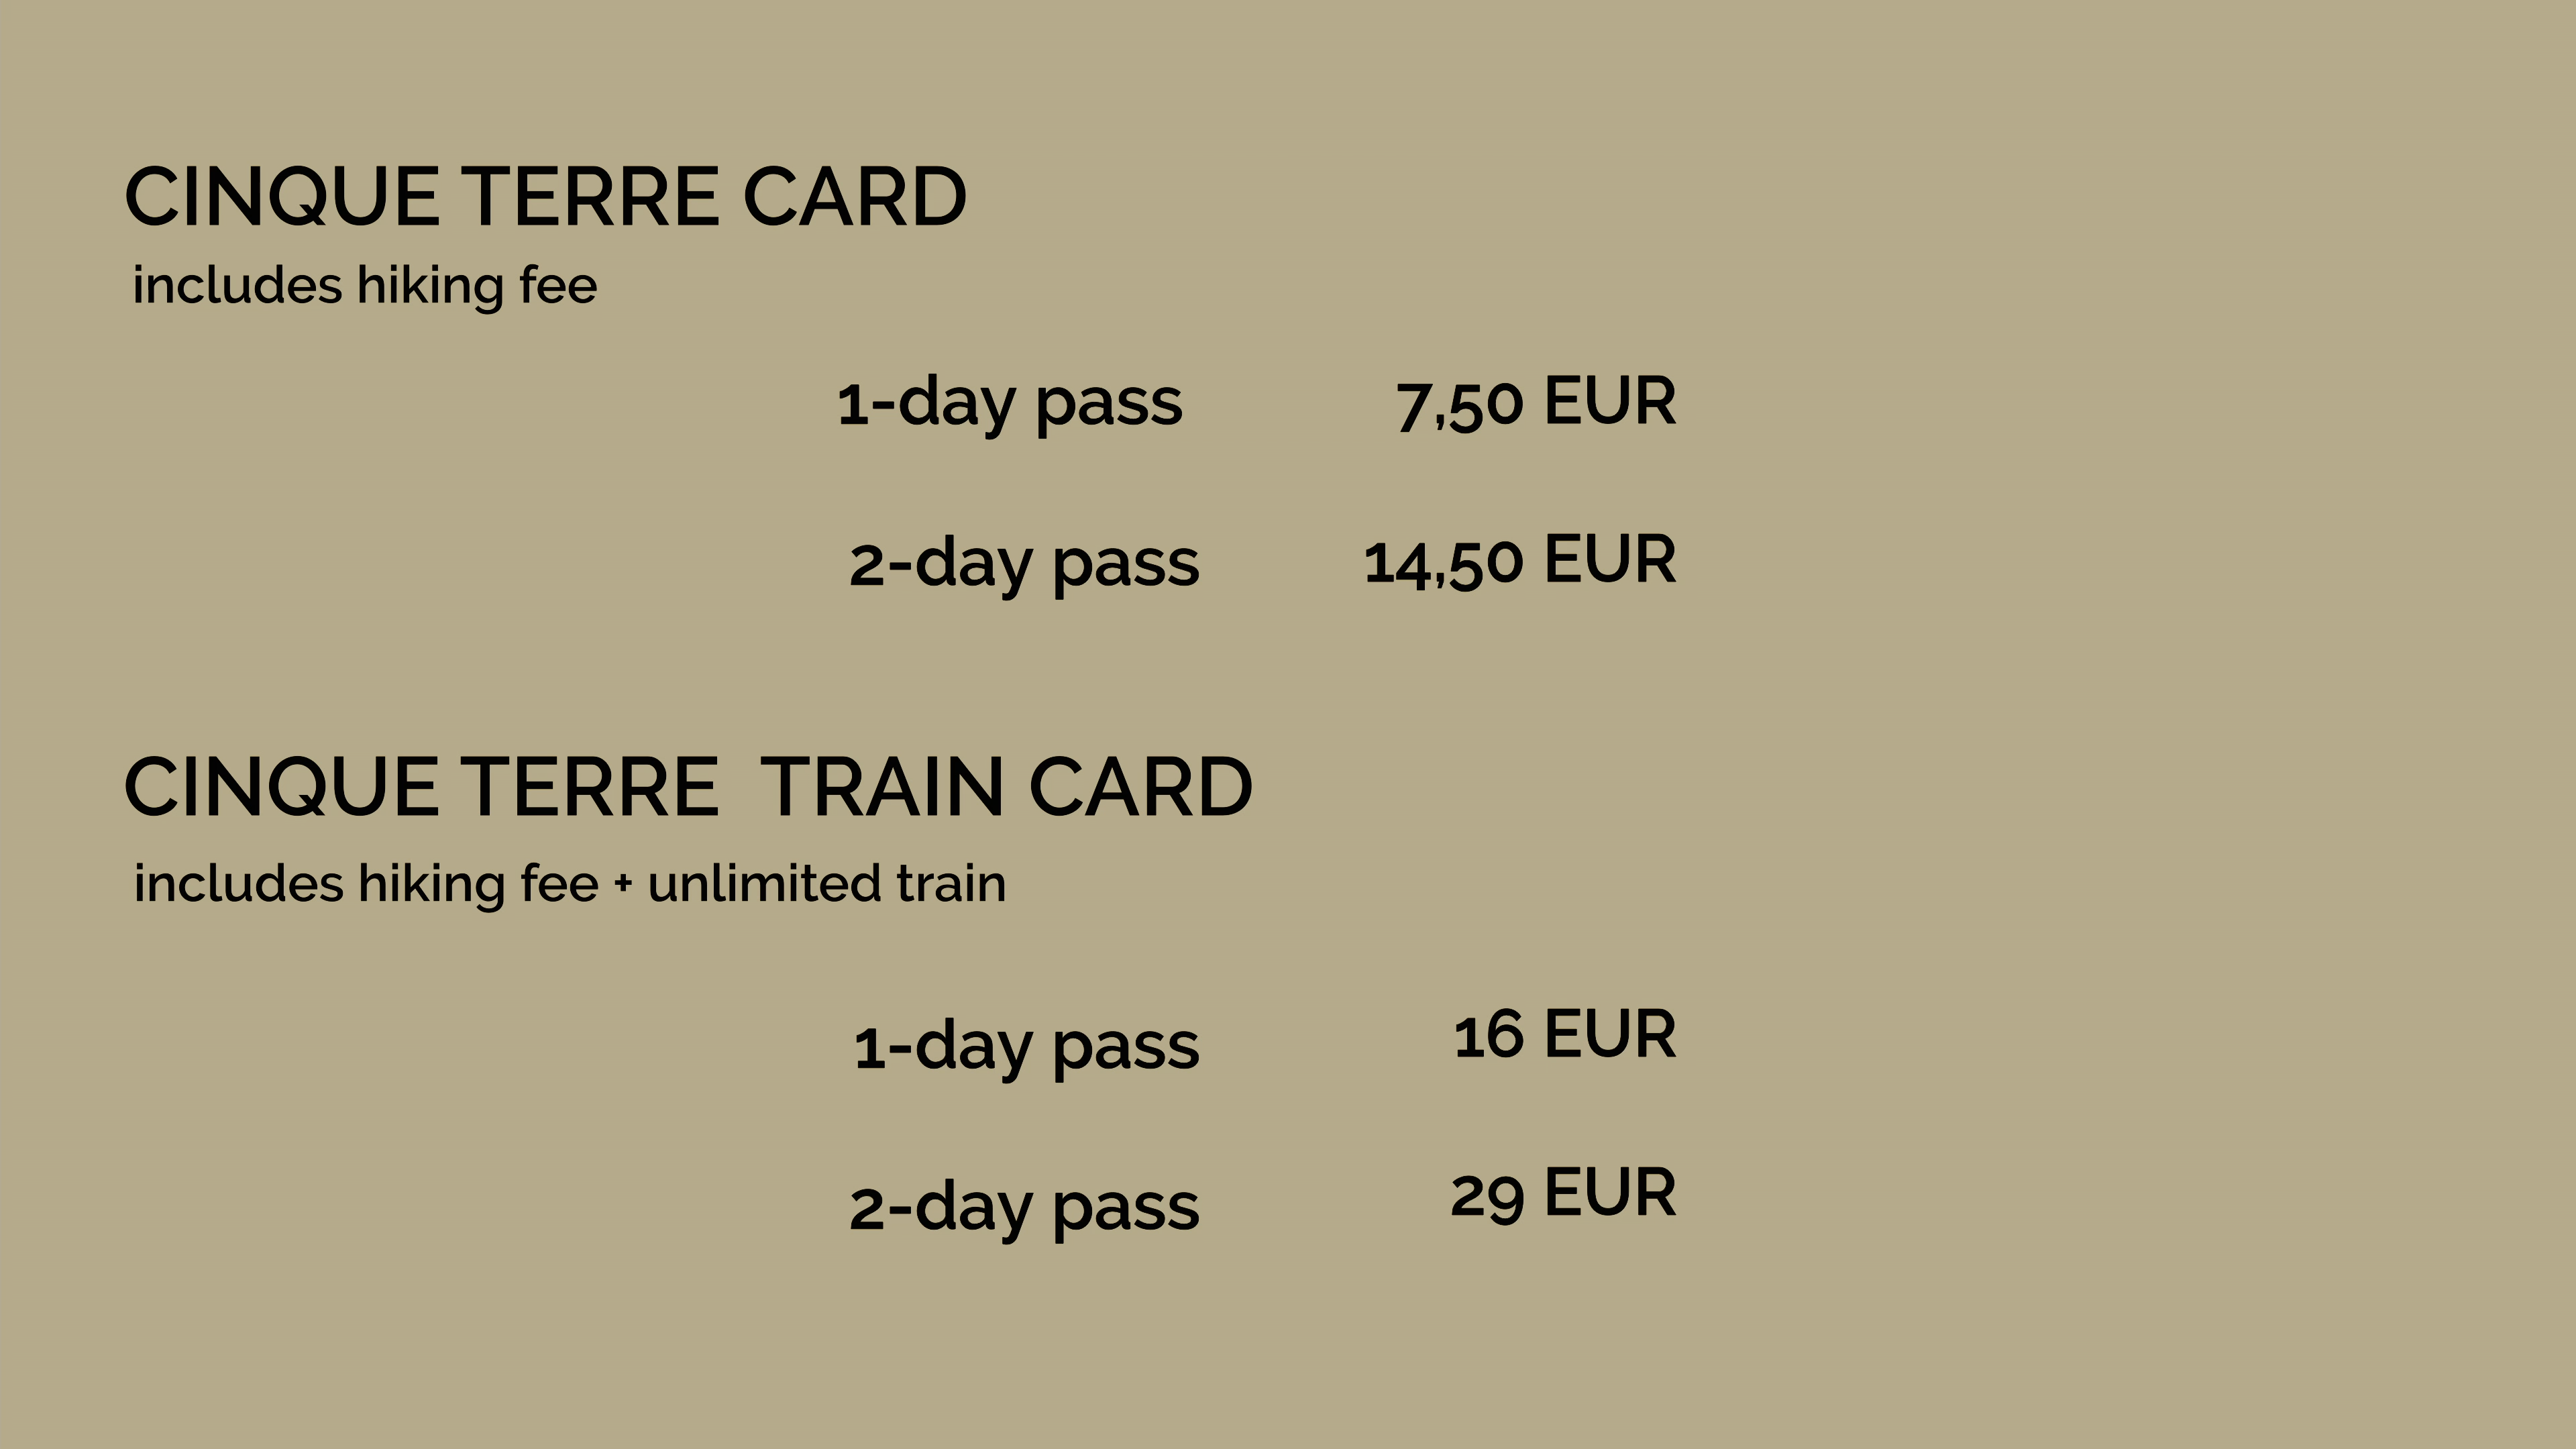 CINQUE TERRE CARD
includes hiking fee
1-day pass 7,50 EUR
2-day pass 14,50 EUR
CINQUE TERRE TRAIN CARD
includes hiking fee + unlimited train
1-day pass 16 EUR
2-day pass 29 EUR